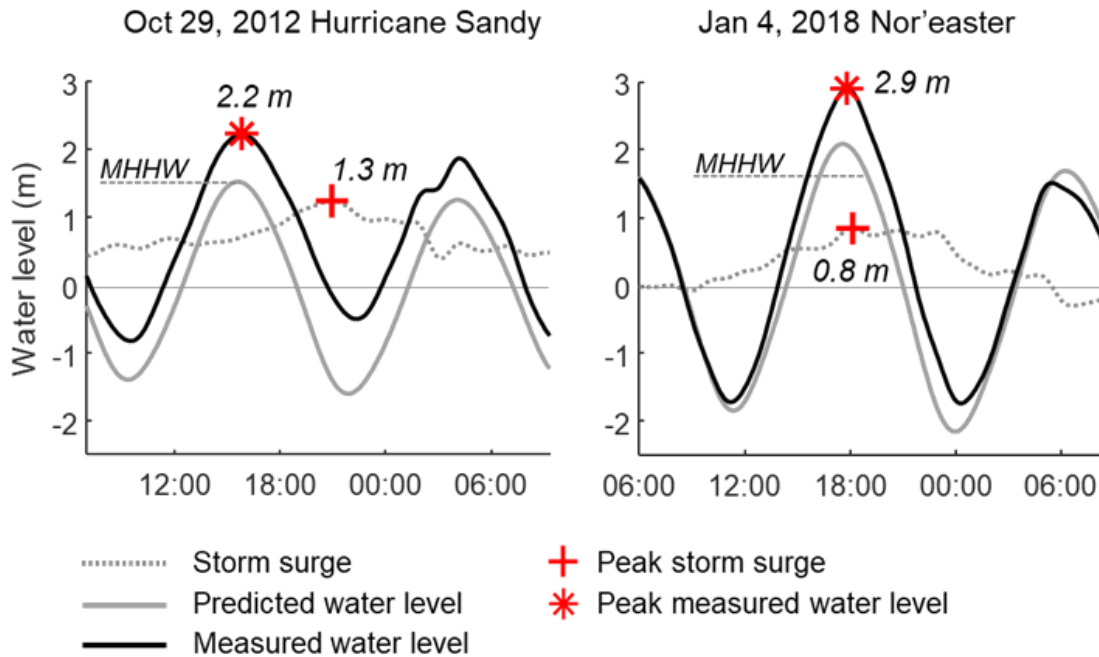 Oct 29, 2012 Hurricane Sandy
Jan 4, 2018 Nor'easter
Water level (m)
3
2
1
0
-1
-2
2.2 m
MHHW
1.3 m
12:00
18:00
00:00
06:00
3
2
1
0
-1
-2
2.9 m
MHHW
0.8 m
06:00
12:00
18:00
00:00
06:00
Storm surge
Predicted water level
Measured water level
Peak storm surge
Peak measured water level